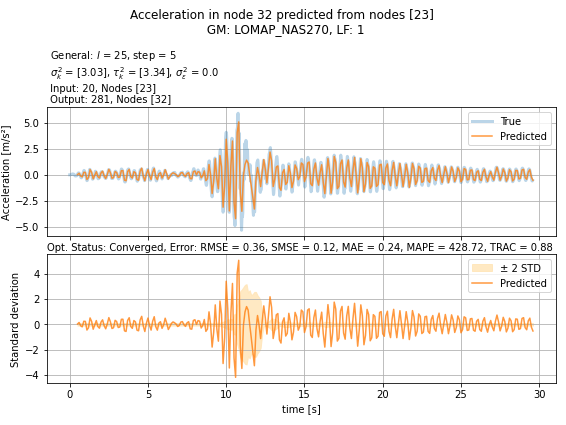 Acceleration in node 32 predicted from nodes [23]
GM: LOMAP_NAS270, LF: 1
General: l = 25, step = 5
σ²ₖ = [3.03], τ²ₖ = [3.34], σ²ε = 0.0
Input: 20, Nodes [23]
Output: 281, Nodes [32]
Acceleration [m/s²]
5.0
2.5
0.0
−2.5
−5.0
True
Predicted
Opt. Status: Converged, Error: RMSE = 0.36, SMSE = 0.12, MAE = 0.24, MAPE = 428.72, TRAC = 0.88
Standard deviation
4
2
0
−2
−4
± 2 STD
Predicted
0 5 10 15 20 25 30
time [s]